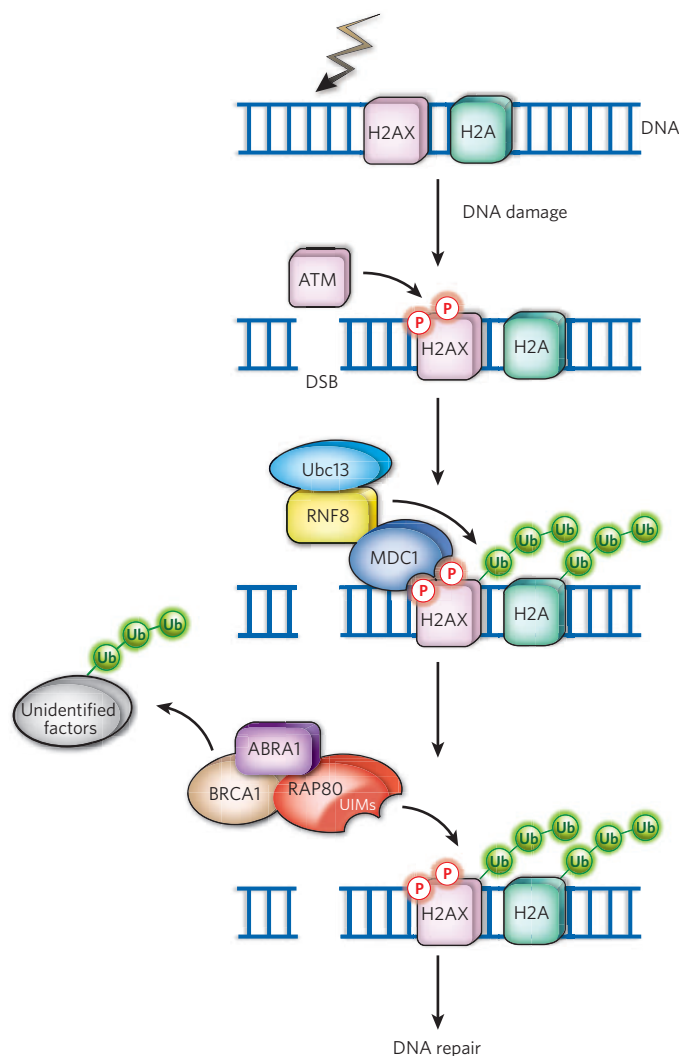 H2AX
H2A
DNA
DNA damage
ATM
P
P
H2AX
H2A
DSB
Ubc13
RNF8
MDC1
Ub
Ub
Ub
Ub
Ub
Ub
P
P
H2AX
H2A
Ub
Ub
Ub
Unidentified
factors
ABRA1
BRCA1
RAP80
UIMs
Ub
Ub
Ub
Ub
Ub
Ub
P
P
H2AX
H2A
DNA repair